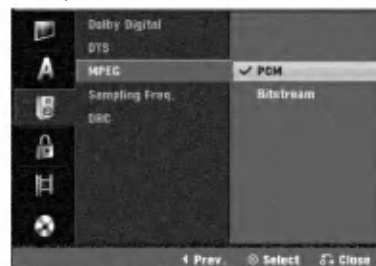 Dolby Digital
DTS
MPEG
✓ PCM
Sampling Freq.
Bitstream
DRC
A
◄ Prev. ⊙ Select Close